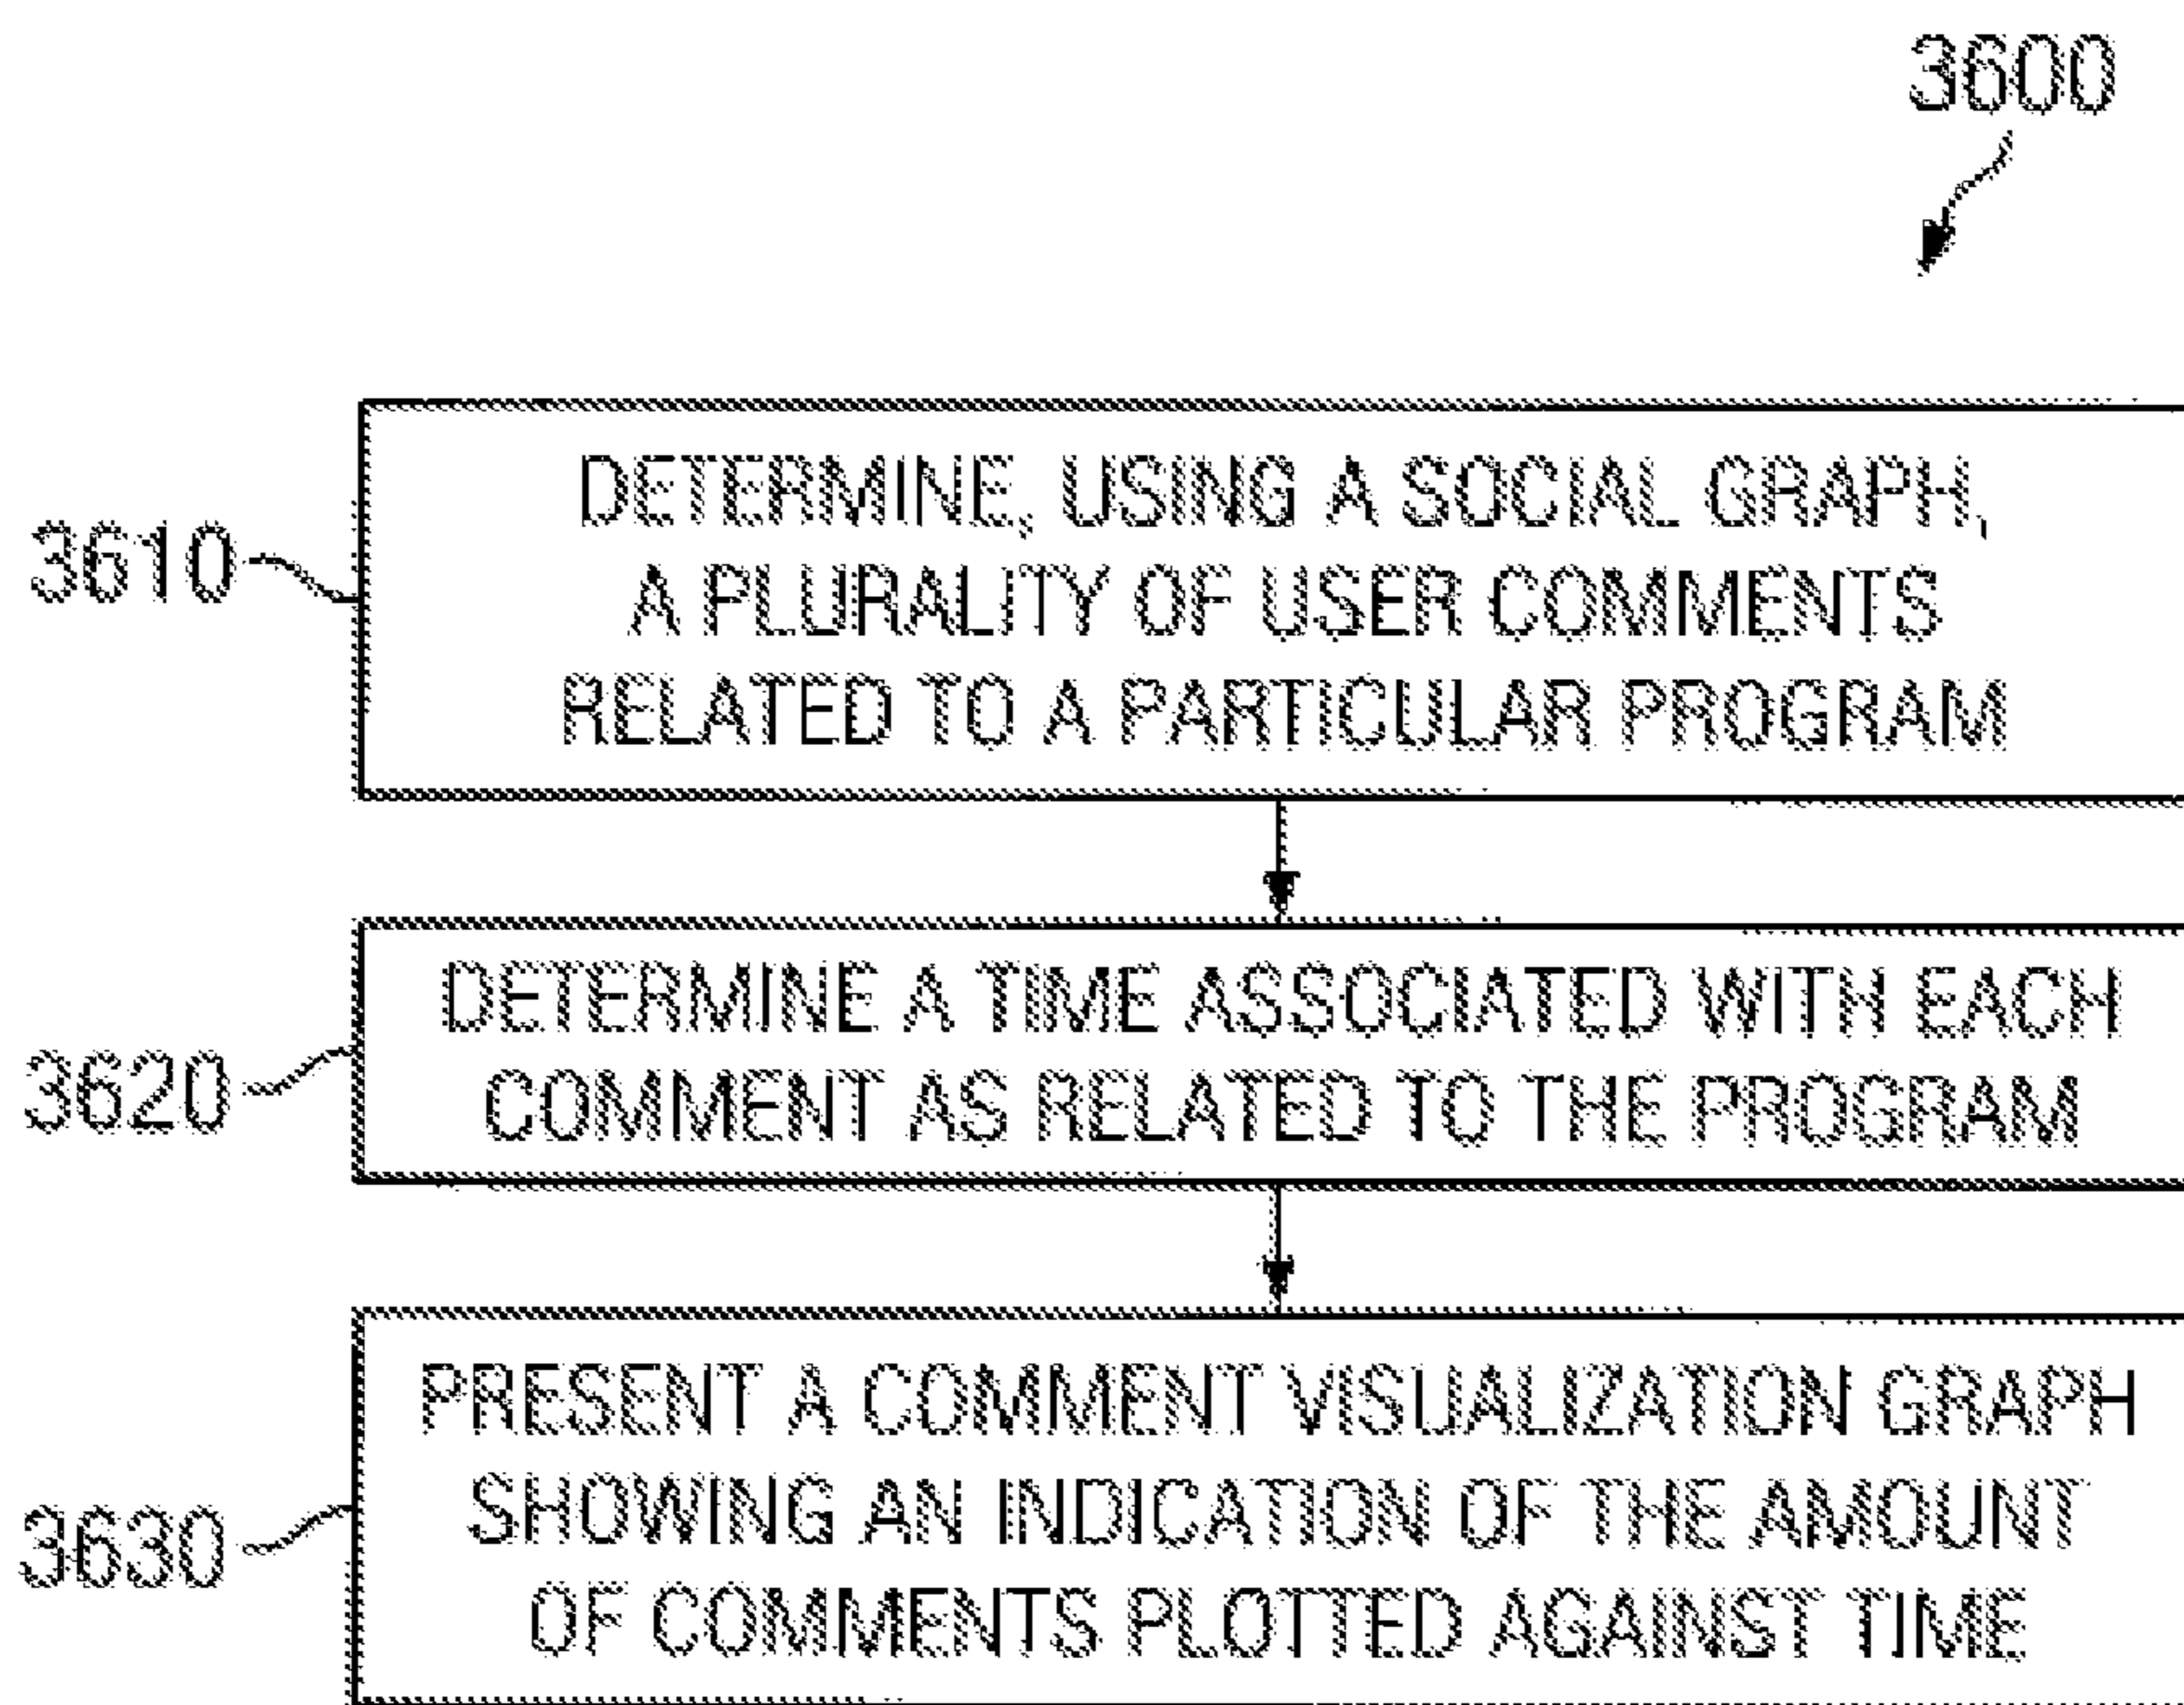 3600
3610
DETERMINE, USING A SOCIAL GRAPH,
A PLURALITY OF USER COMMENTS
RELATED TO A PARTICULAR PROGRAM
3620
DETERMINE A TIME ASSOCIATED WITH EACH
COMMENT AS RELATED TO THE PROGRAM
3630
PRESENT A COMMENT VISUALIZATION GRAPH
SHOWING AN INDICATION OF THE AMOUNT
OF COMMENTS PLOTTED AGAINST TIME